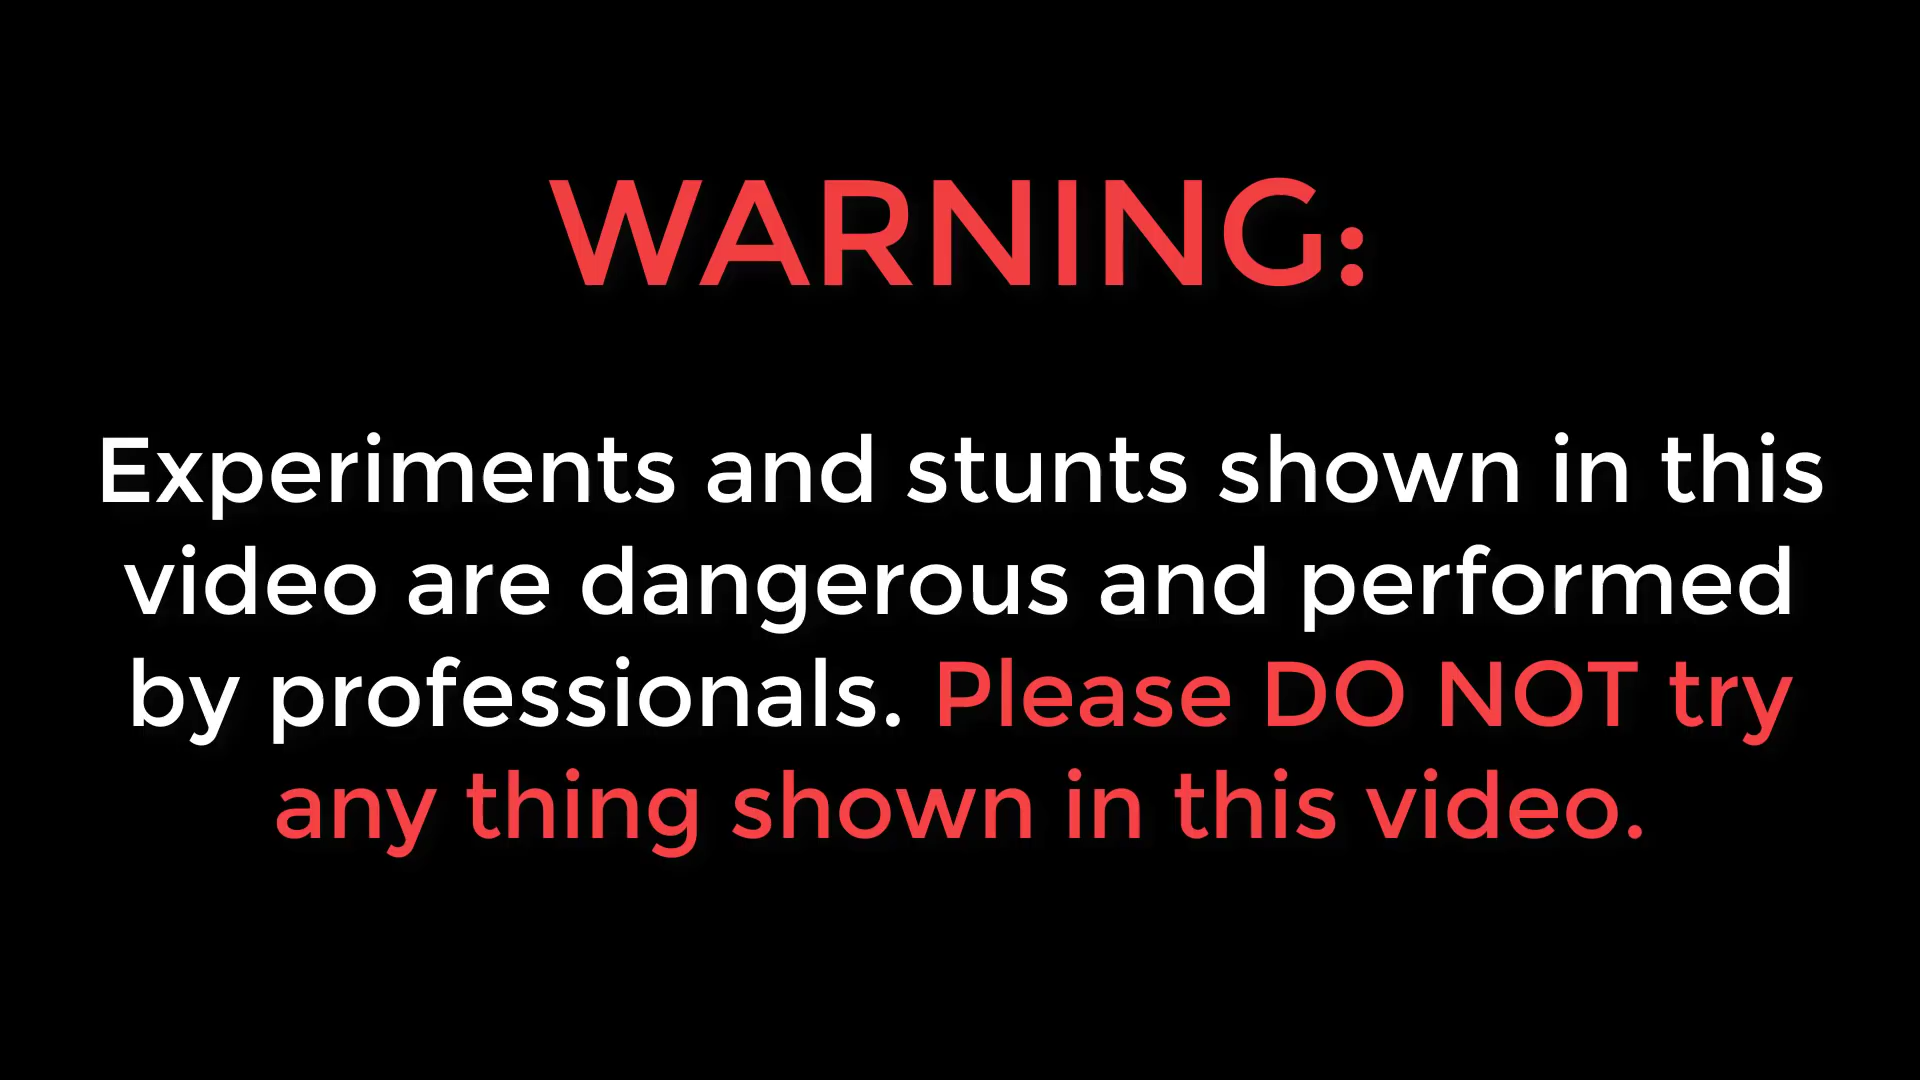 WARNING:
Experiments and stunts shown in this
video are dangerous and performed
by professionals. Please DO NOT try
any thing shown in this video.